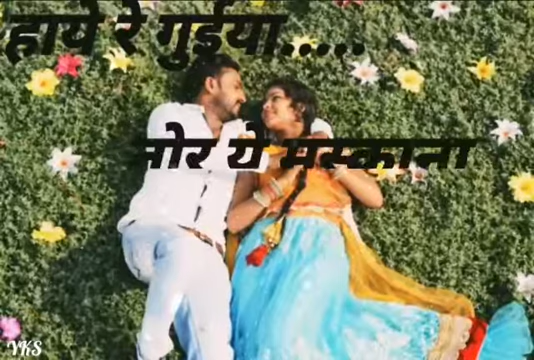 हाये रे गुईया.....
तोर ये मुस्काना
YKS